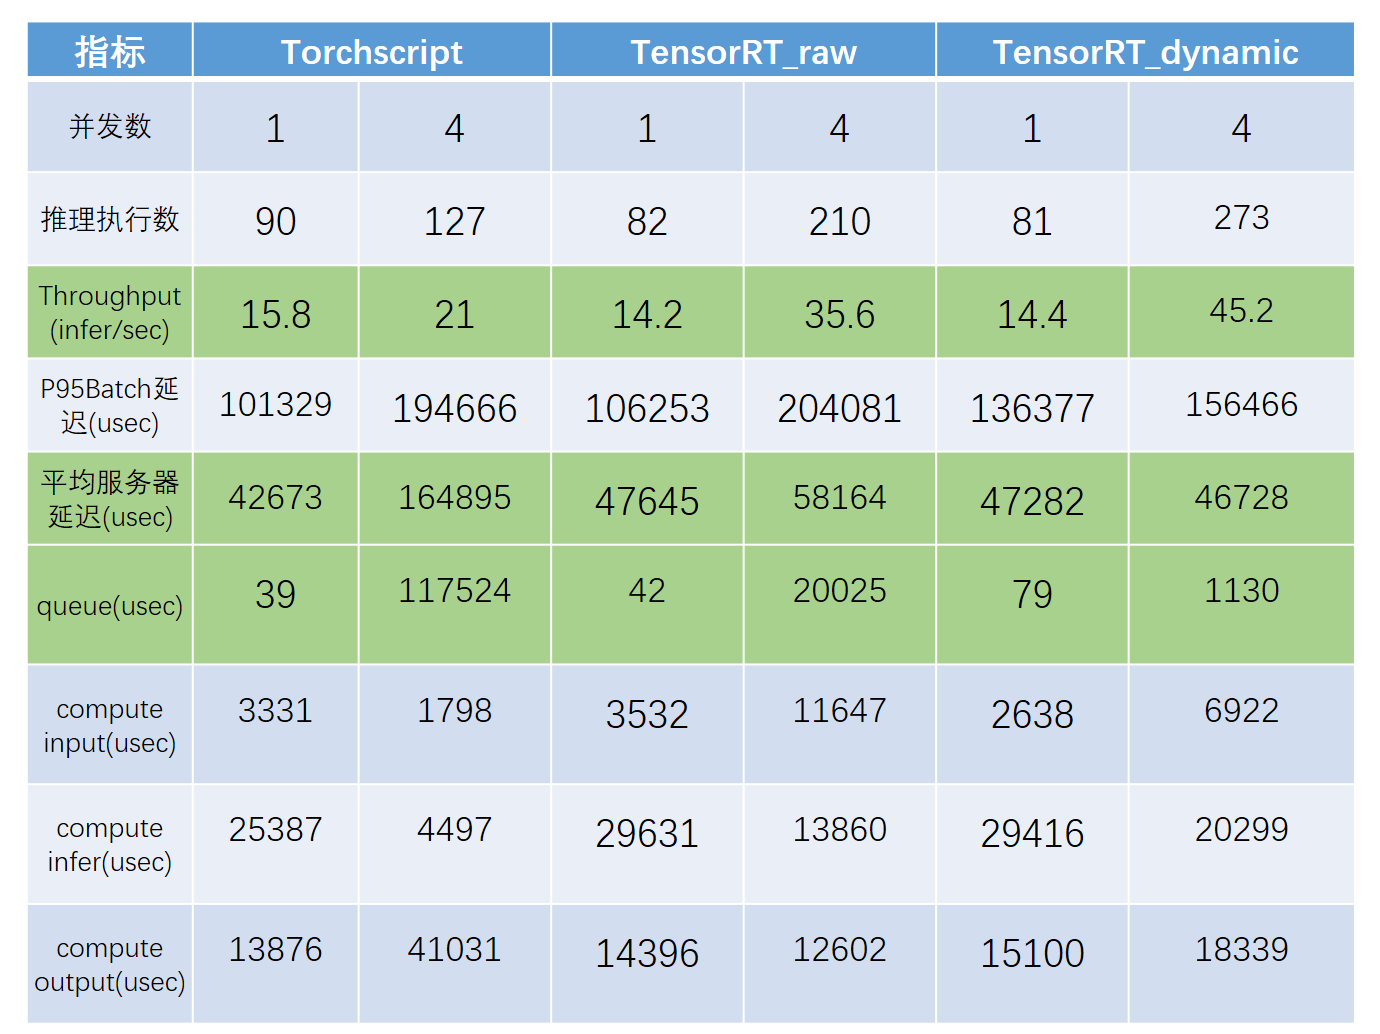 指标 Torchscript TensorRT_raw TensorRT_dynamic
并发数 1 4 1 4 1 4
推理执行数 90 127 82 210 81 273
Throughput
(infer/sec) 15.8 21 14.2 35.6 14.4 45.2
P95Batch延
迟(usec) 101329 194666 106253 204081 136377 156466
平均服务器
延迟(usec) 42673 164895 47645 58164 47282 46728
queue(usec) 39 117524 42 20025 79 1130
compute
input(usec) 3331 1798 3532 11647 2638 6922
compute
infer(usec) 25387 4497 29631 13860 29416 20299
compute
output(usec) 13876 41031 14396 12602 15100 18339